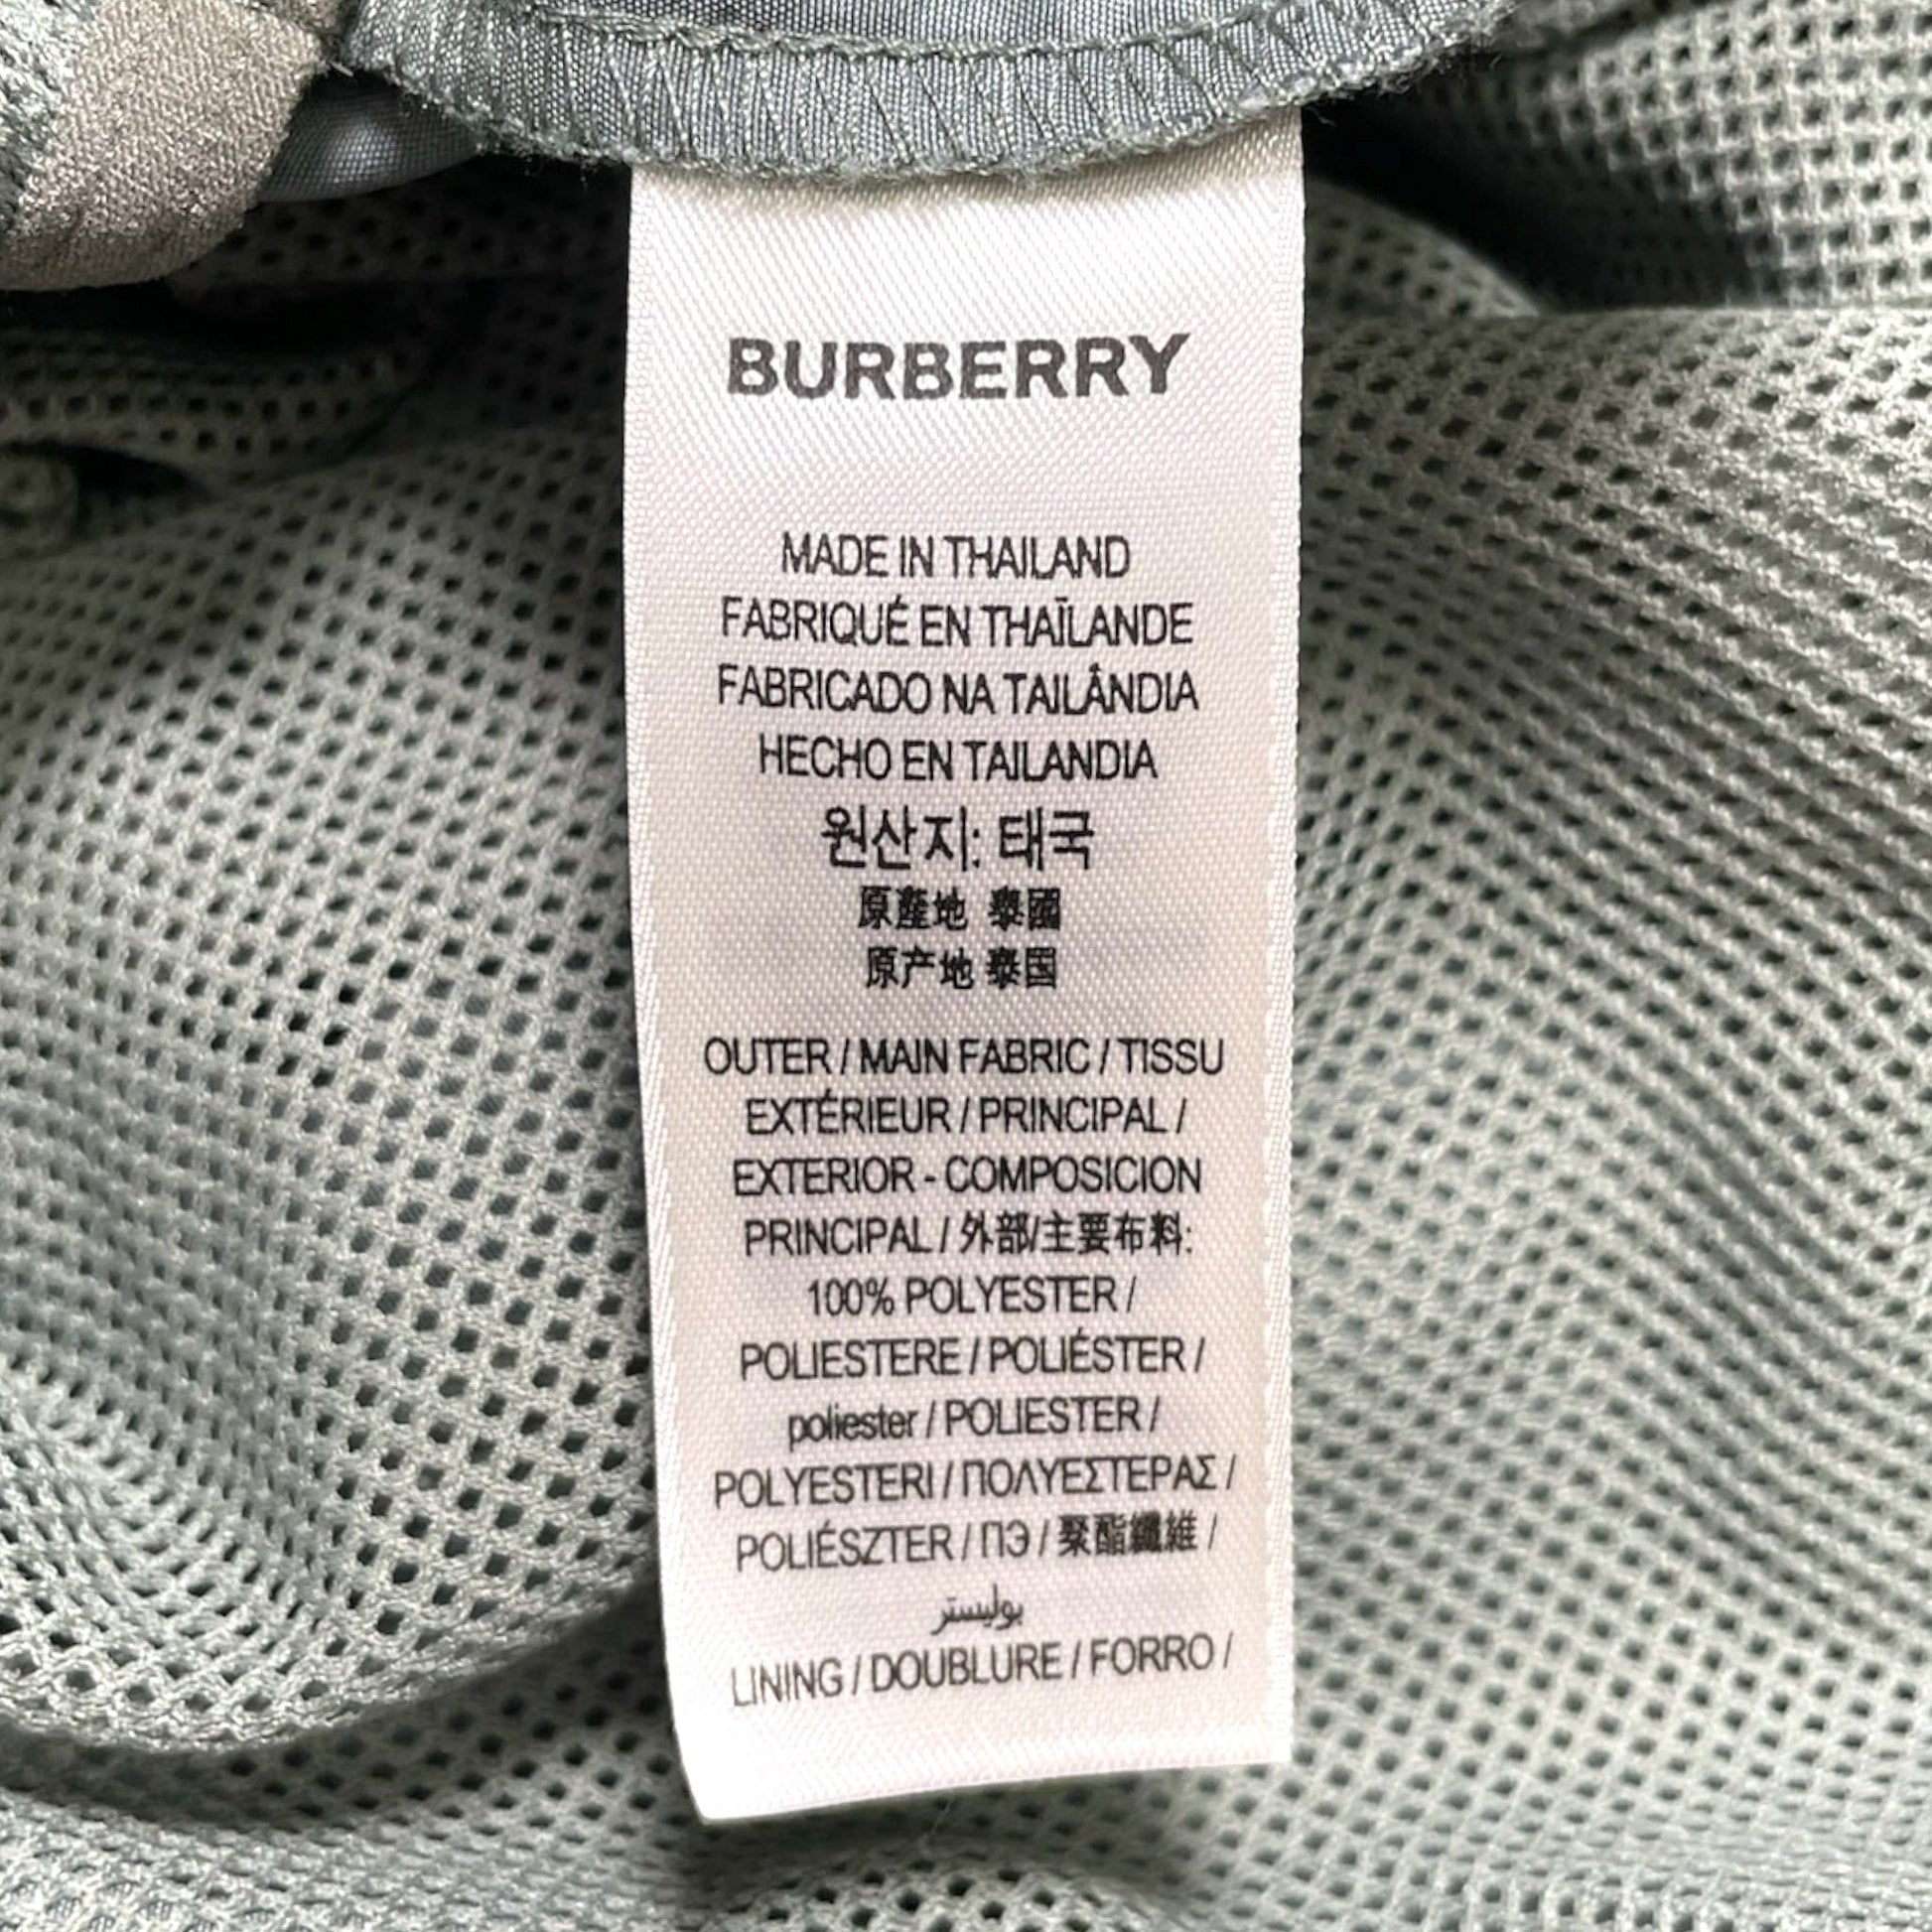 BURBERRY
MADE IN THAILAND
FABRIQUÉ EN THAÏLANDE
FABRICADO NA TAILÂNDIA
HECHO EN TAILANDIA
원산지: 태국
原產地 泰國
原产地 泰国
OUTER / MAIN FABRIC / TISSU
EXTÉRIEUR / PRINCIPAL /
EXTERIOR - COMPOSICION
PRINCIPAL / 外部/主要布料:
100% POLYESTER /
POLIESTERE / POLIÉSTER /
poliester / POLIESTER /
POLYESTERI / ΠΟΛΥΕΣΤΕΡΑΣ /
POLIÉSZTER / ПЭ / 聚酯纖維 /
بوليستر
LINING / DOUBLURE / FORRO /